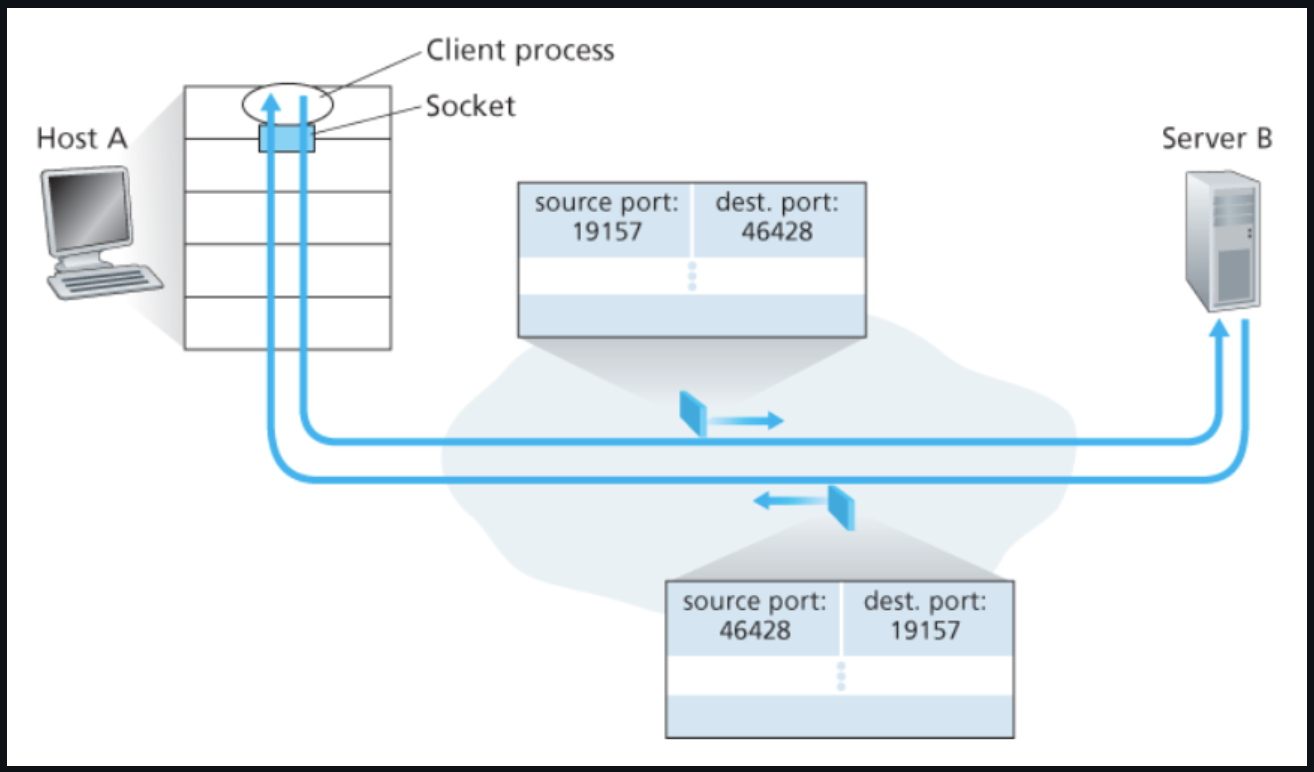 Client process
Socket
Host A
Server B
source port:
19157
dest. port:
46428
source port:
46428
dest. port:
19157